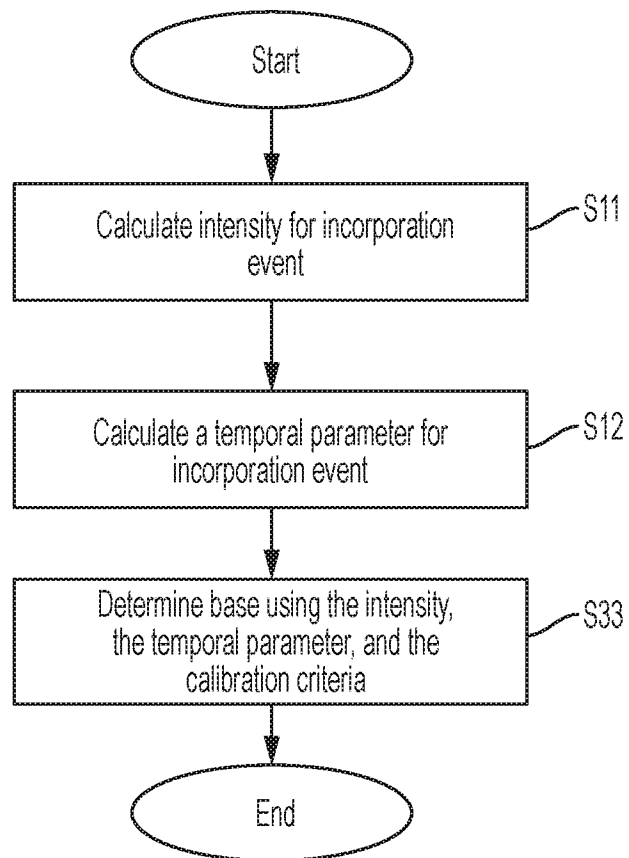 Start
Calculate intensity for incorporation
event
S11
Calculate a temporal parameter for
incorporation event
S12
Determine base using the intensity,
the temporal parameter, and the
calibration criteria
S33
End